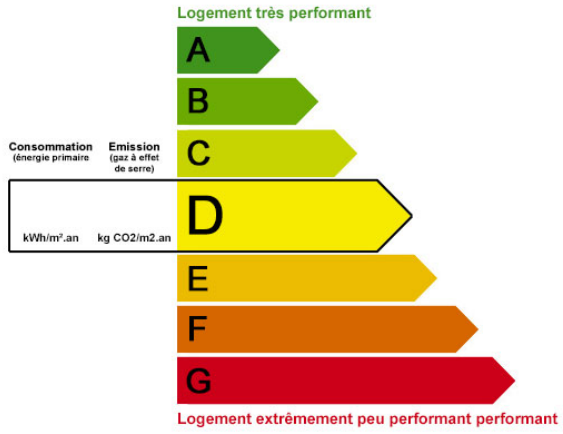 Logement très performant
A
B
Consommation Emission
(énergie primaire (gaz à effet
de serre)
C
D
kWh/m².an kg CO2/m2.an
E
F
G
Logement extrêmement peu performant performant